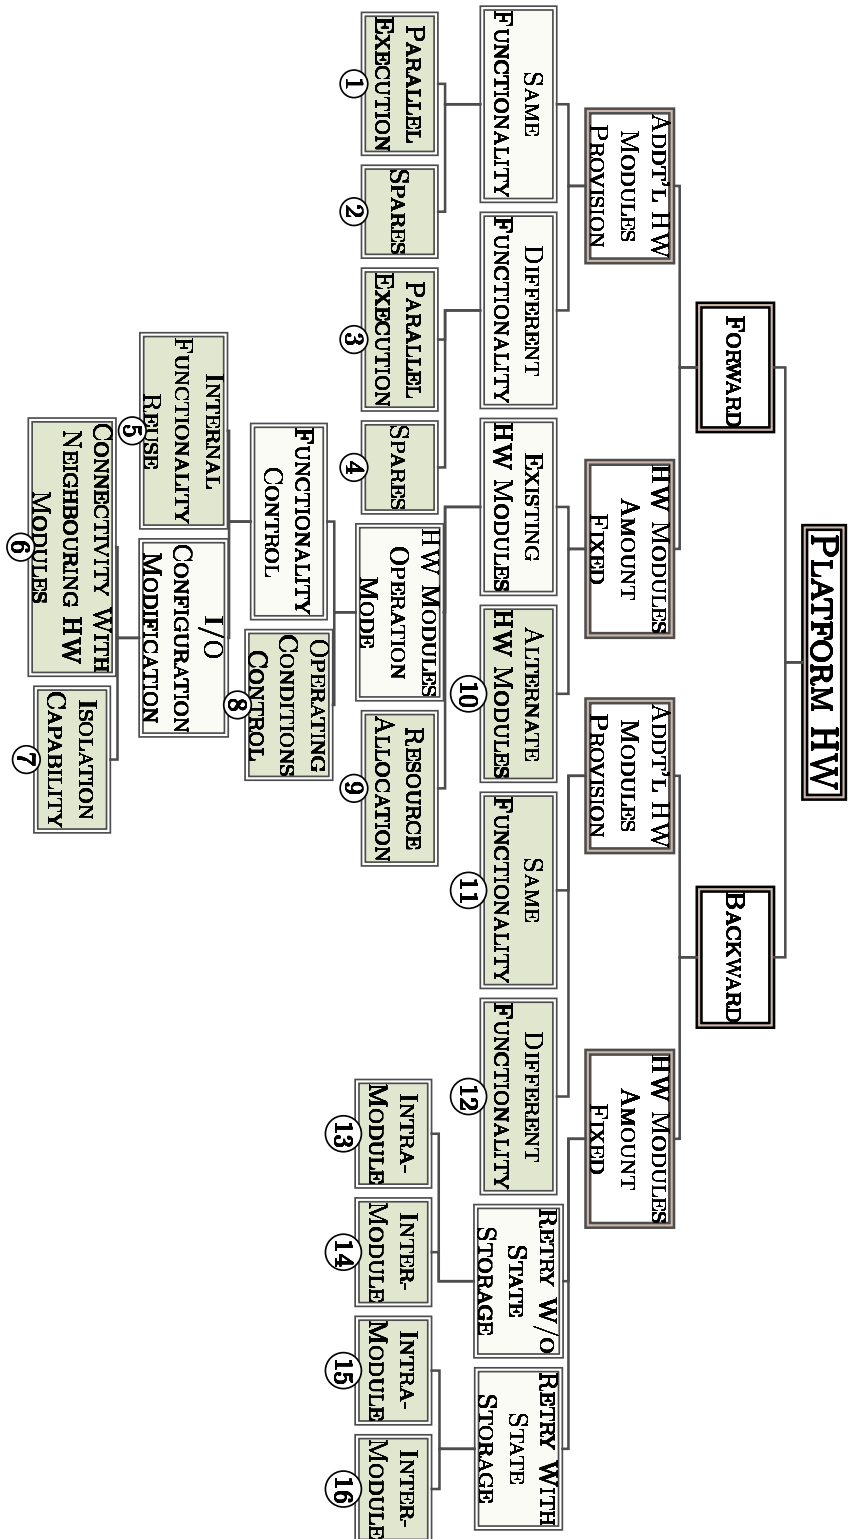 PLATFORM HW
FORWARD
BACKWARD
ADDT'L HW
MODULES
PROVISION
HW MODULES
AMOUNT
FIXED
ADDT'L HW
MODULES
PROVISION
HW MODULES
AMOUNT
FIXED
SAME
FUNCTIONALITY
DIFFERENT
FUNCTIONALITY
EXISTING
HW MODULES
ALTERNATE
HW MODULES
10
SAME
FUNCTIONALITY
11
DIFFERENT
FUNCTIONALITY
12
RETRY W/O
STATE
STORAGE
RETRY WITH
STATE
STORAGE
PARALLEL
EXECUTION
1
SPARES
2
PARALLEL
EXECUTION
3
SPARES
4
HW MODULES
OPERATION
MODE
RESOURCE
ALLOCATION
9
INTRA-
MODULE
13
INTER-
MODULE
14
INTRA-
MODULE
15
INTER-
MODULE
16
FUNCTIONALITY
CONTROL
OPERATING
CONDITIONS
CONTROL
8
INTERNAL
FUNCTIONALITY
REUSE
5
I/O
CONFIGURATION
MODIFICATION
CONNECTIVITY WITH
NEIGHBOURING HW
MODULES
6
ISOLATION
CAPABILITY
7